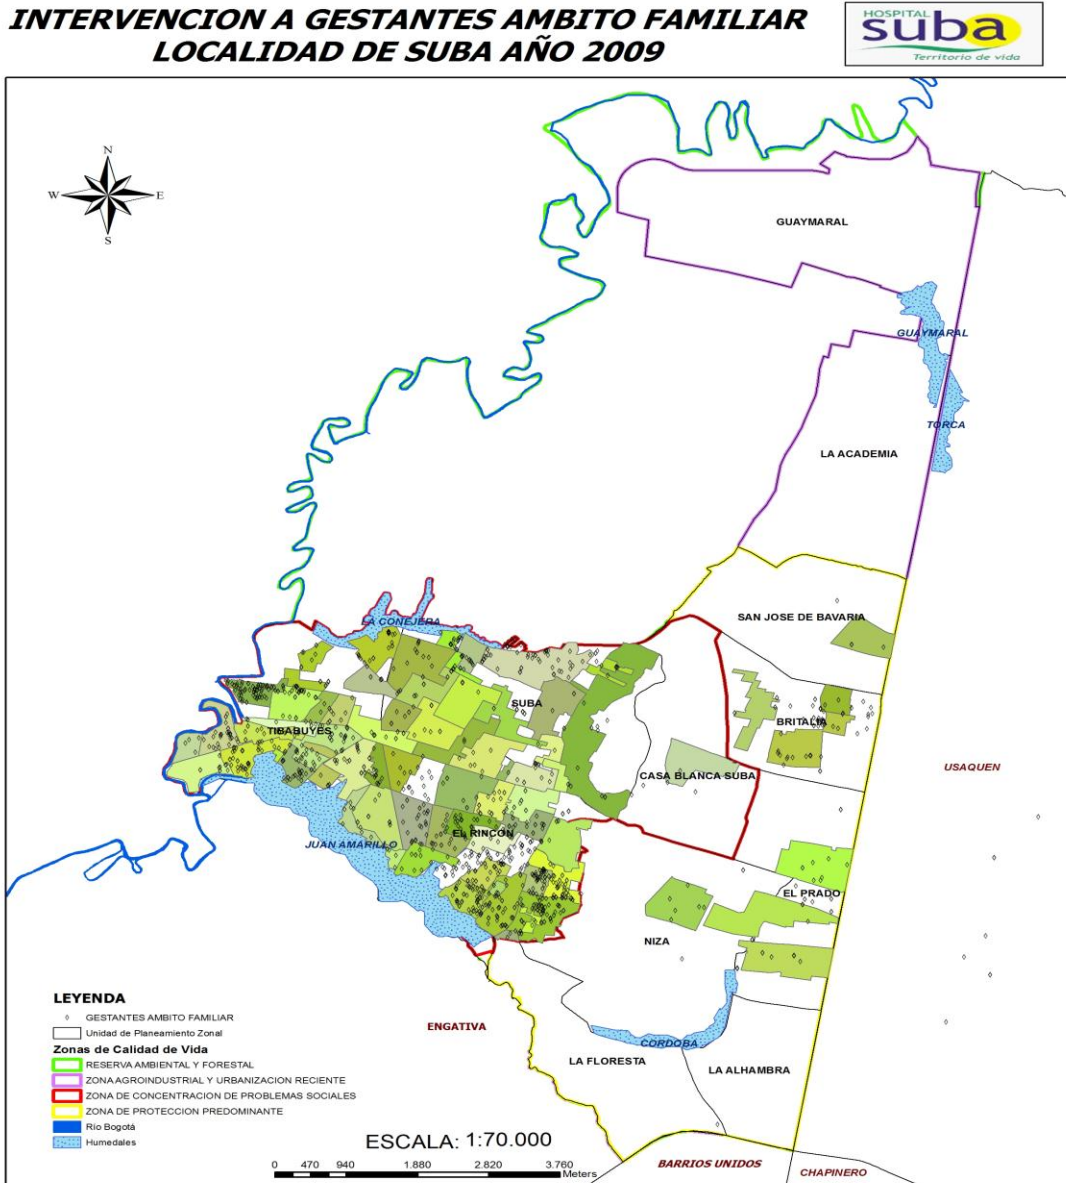 INTERVENCION A GESTANTES AMBITO FAMILIAR
LOCALIDAD DE SUBA AÑO 2009
HOSPITAL
suba
Territorio de vida
N
W
E
S
GUAYMARAL
GUAYMARAL
TORCA
LA ACADEMIA
SAN JOSE DE BAVARIA
LA CONEJERA
SUBA
TIBABUYES
BRITALIA
CASA BLANCA SUBA
USAQUEN
EL RINCON
JUAN AMARILLO
EL PRADO
NIZA
ENGATIVA
CORDOBA
LA FLORESTA
LA ALHAMBRA
BARRIOS UNIDOS
CHAPINERO
LEYENDA
GESTANTES AMBITO FAMILIAR
Unidad de Planeamiento Zonal
Zonas de Calidad de Vida
RESERVA AMBIENTAL Y FORESTAL
ZONA AGROINDUSTRIAL Y URBANIZACION RECIENTE
ZONA DE CONCENTRACION DE PROBLEMAS SOCIALES
ZONA DE PROTECCION PREDOMINANTE
Río Bogotá
Humedales
ESCALA: 1:70.000
0 470 940 1.880 2.820 3.760
Meters